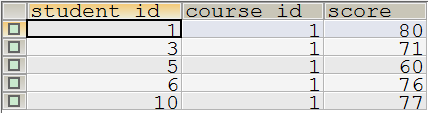 student id course id score
1 1 80
3 1 71
5 1 60
6 1 76
10 1 77